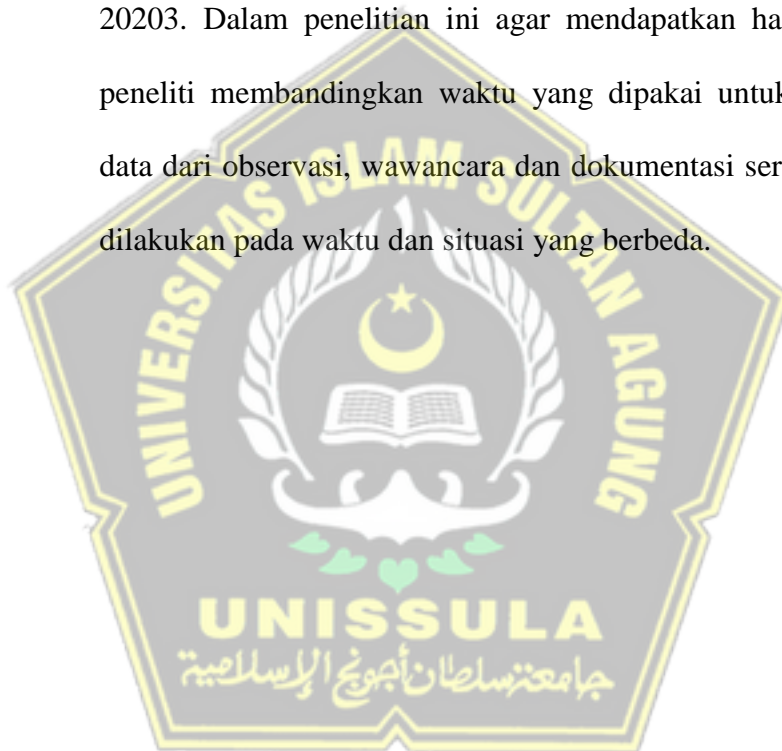 20203. Dalam penelitian ini agar mendapatkan ha
peneliti membandingkan waktu yang dipakai untuk
data dari observasi, wawancara dan dokumentasi ser
dilakukan pada waktu dan situasi yang berbeda.
UNIVERSITAS ISLAM SULTAN AGUNG
UNISSULA
جامعة سلطان أجونج الإسلامية